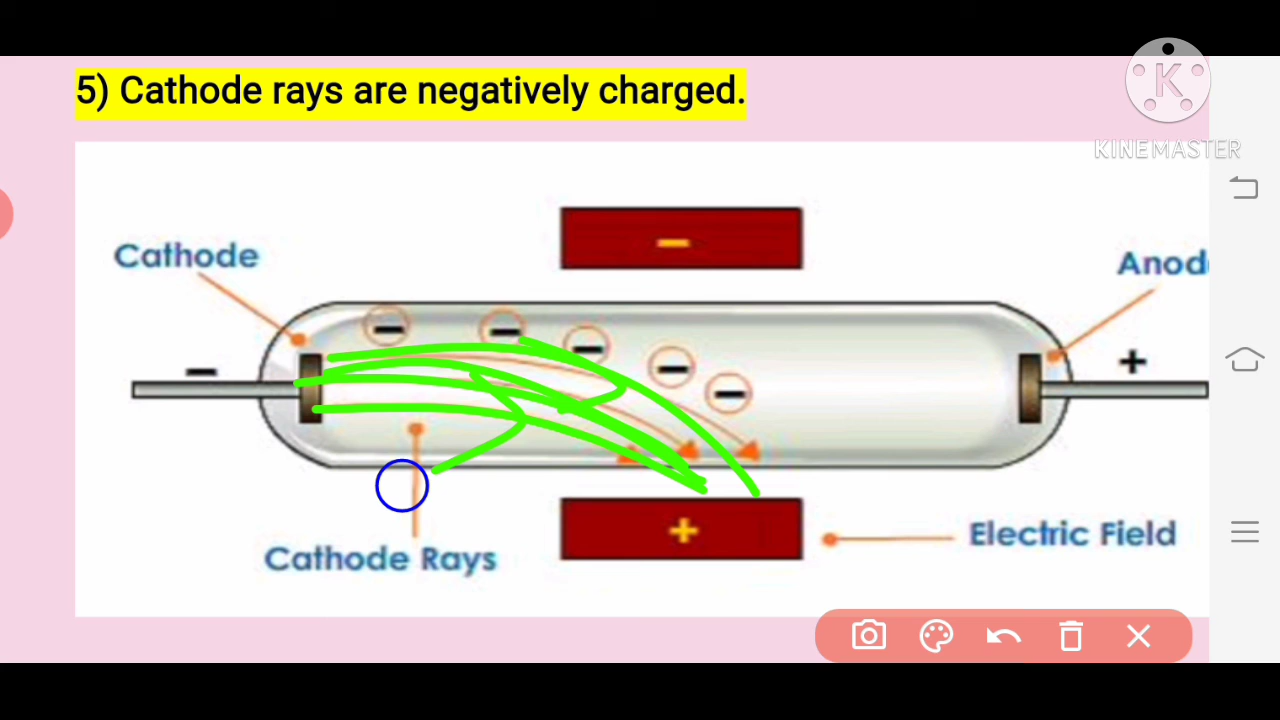 5) Cathode rays are negatively charged.
K
KINEMASTER
−
Cathode
Anod
− − − − −
− +
+
Electric Field
Cathode Rays